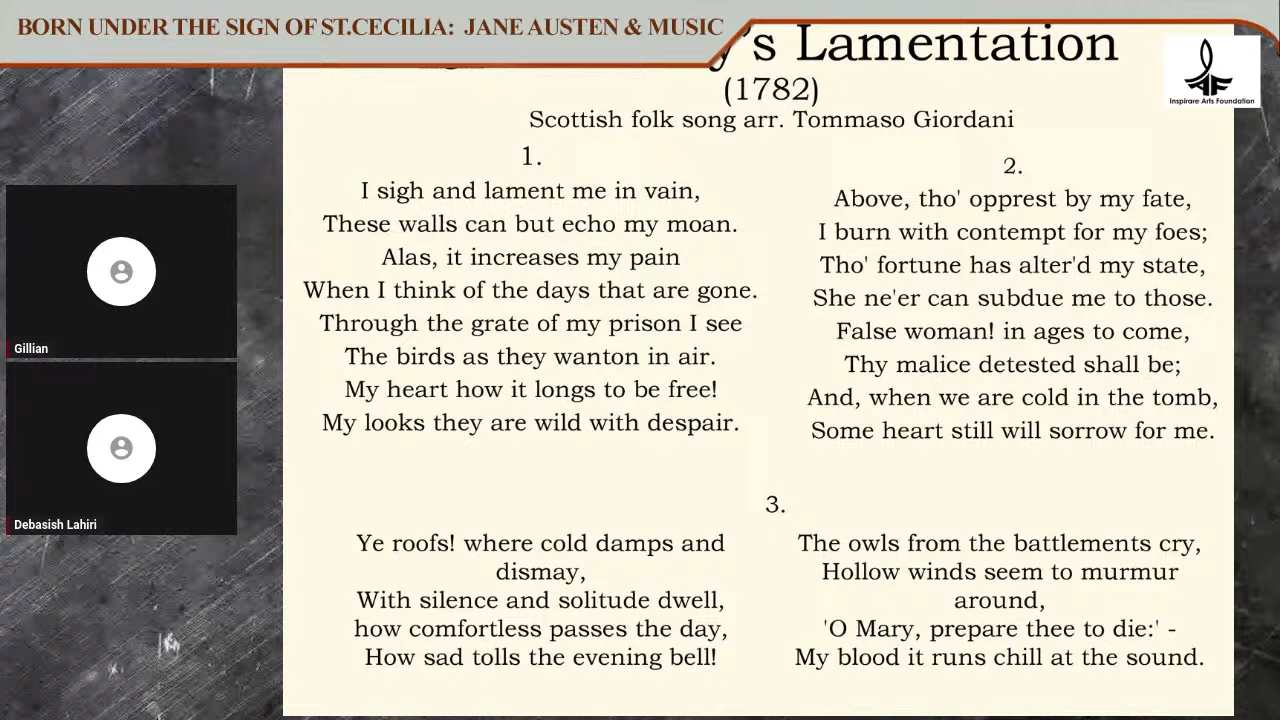 BORN UNDER THE SIGN OF ST.CECILIA: JANE AUSTEN & MUSIC
's Lamentation
(1782)
Inspirare Arts Foundation
Scottish folk song arr. Tommaso Giordani
1.
I sigh and lament me in vain,
These walls can but echo my moan.
Alas, it increases my pain
When I think of the days that are gone.
Through the grate of my prison I see
The birds as they wanton in air.
My heart how it longs to be free!
My looks they are wild with despair.
2.
Above, tho' opprest by my fate,
I burn with contempt for my foes;
Tho' fortune has alter'd my state,
She ne'er can subdue me to those.
False woman! in ages to come,
Thy malice detested shall be;
And, when we are cold in the tomb,
Some heart still will sorrow for me.
3.
Ye roofs! where cold damps and
dismay,
With silence and solitude dwell,
how comfortless passes the day,
How sad tolls the evening bell!
The owls from the battlements cry,
Hollow winds seem to murmur
around,
'O Mary, prepare thee to die:' -
My blood it runs chill at the sound.
Gillian
Debasish Lahiri